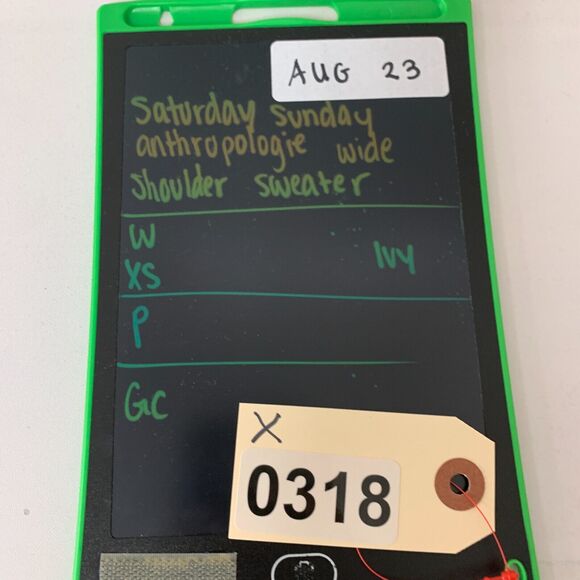 AUG 23
Saturday Sunday
anthropologie wide
shoulder sweater
W
Ivy
XS
P
GC
X
0318